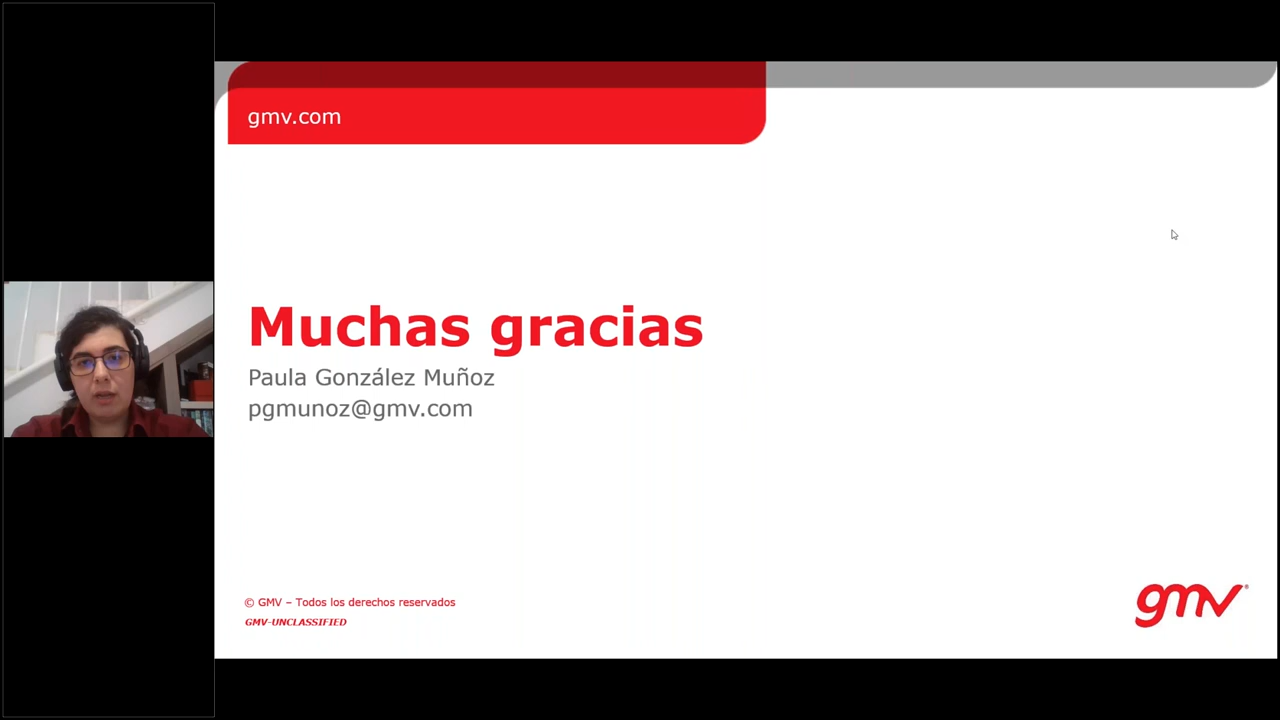 gmv.com
Muchas gracias
Paula González Muñoz
pgmunoz@gmv.com
© GMV – Todos los derechos reservados
GMV-UNCLASSIFIED
gmv®